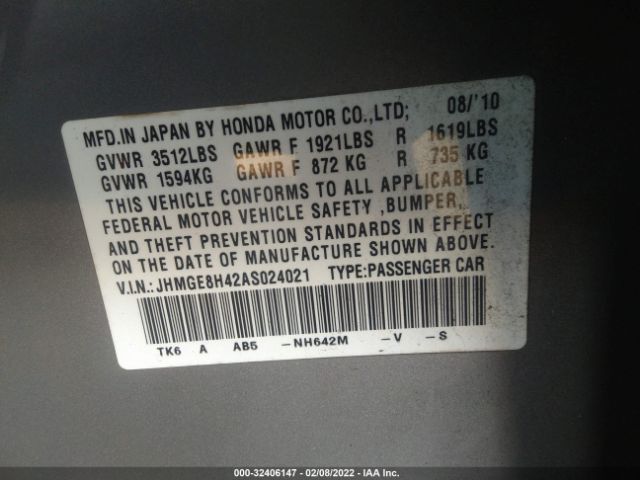 MFD.IN JAPAN BY HONDA MOTOR CO.,LTD; 08/'10
GVWR 3512LBS GAWR F 1921LBS R 1619LBS
GVWR 1594KG GAWR F 872 KG R 735 KG
THIS VEHICLE CONFORMS TO ALL APPLICABLE
FEDERAL MOTOR VEHICLE SAFETY ,BUMPER,
AND THEFT PREVENTION STANDARDS IN EFFECT
ON THE DATE OF MANUFACTURE SHOWN ABOVE.
V.I.N.: JHMGE8H42AS024021 TYPE:PASSENGER CAR
TK6 A AB5 -NH642M -V -S
000-32406147 - 02/08/2022 - IAAI.COM